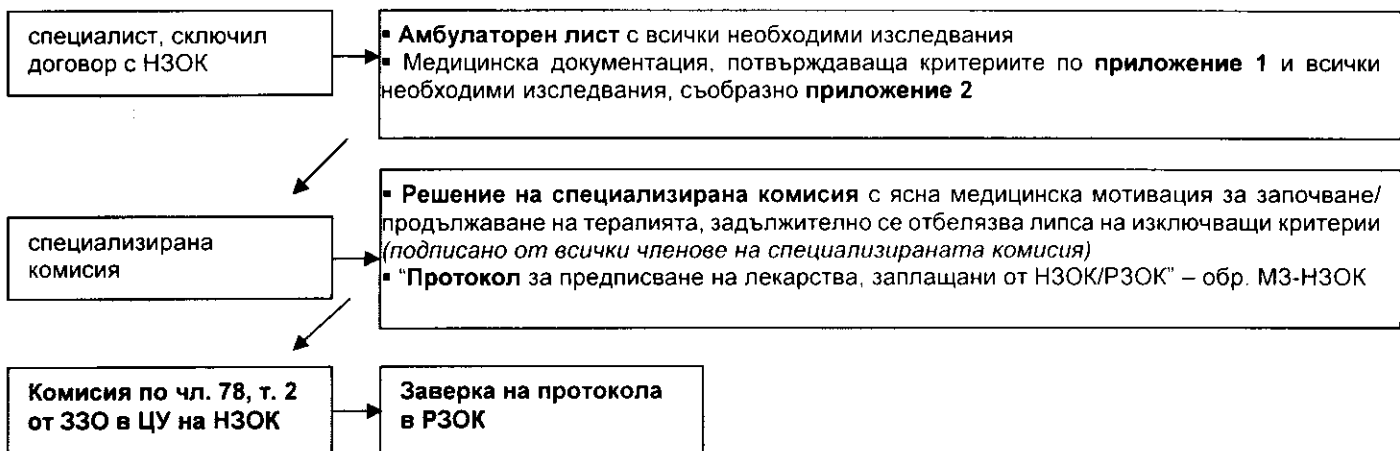 специалист, сключил
договор с НЗОК
▪ Амбулаторен лист с всички необходими изследвания
▪ Медицинска документация, потвърждаваща критериите по приложение 1 и всички
необходими изследвания, съобразно приложение 2
специализирана
комисия
▪ Решение на специализирана комисия с ясна медицинска мотивация за започване/
продължаване на терапията, задължително се отбелязва липса на изключващи критерии
(подписано от всички членове на специализираната комисия)
▪ "Протокол за предписване на лекарства, заплащани от НЗОК/РЗОК" – обр. МЗ-НЗОК
Комисия по чл. 78, т. 2
от ЗЗО в ЦУ на НЗОК
Заверка на протокола
в РЗОК